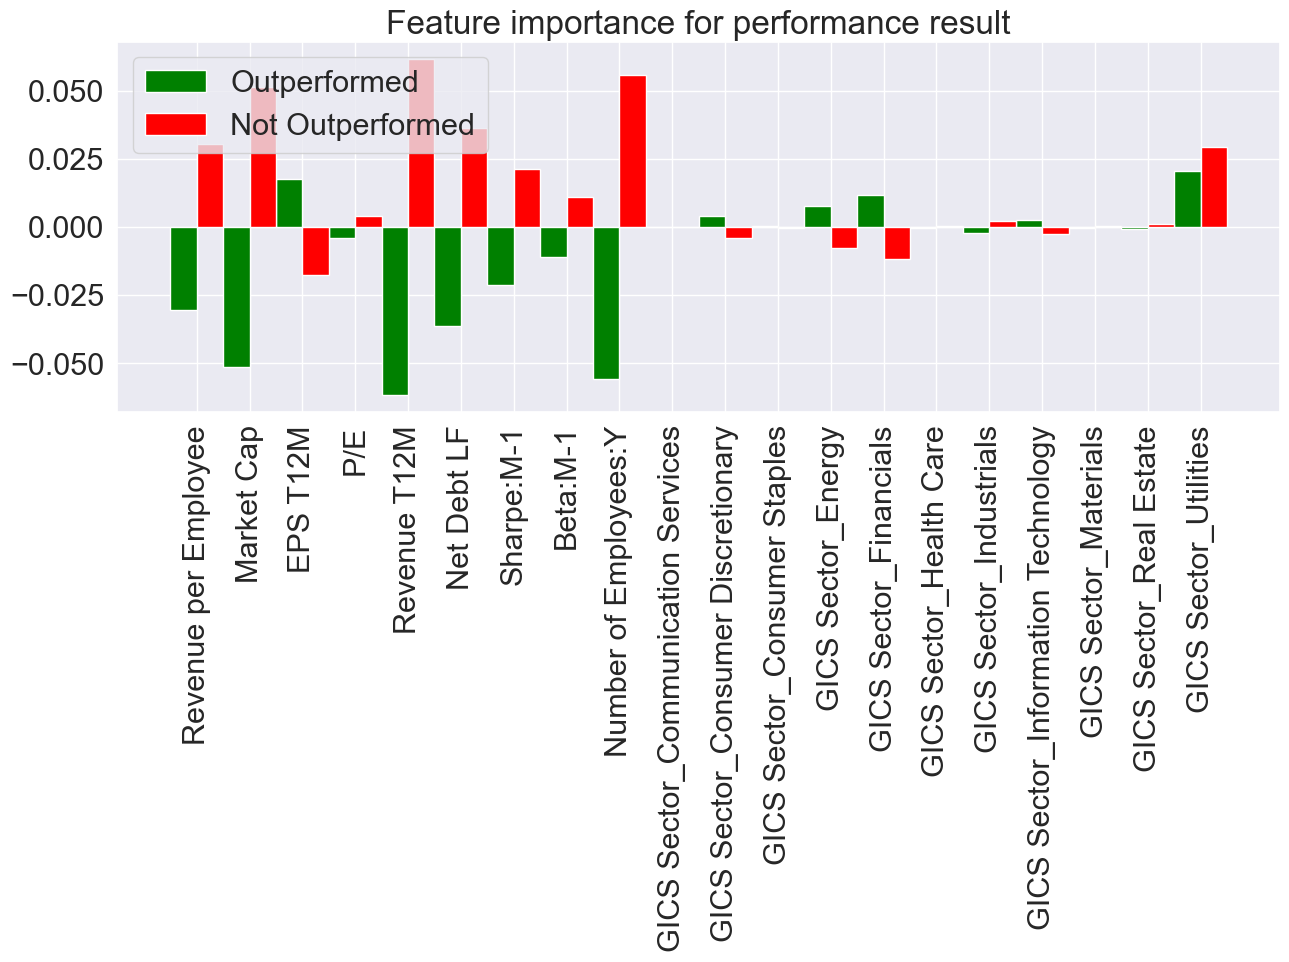 Feature importance for performance result
Outperformed
Not Outperformed
0.050
0.025
0.000
−0.025
−0.050
Revenue per Employee
Market Cap
EPS T12M
P/E
Revenue T12M
Net Debt LF
Sharpe:M-1
Beta:M-1
Number of Employees:Y
GICS Sector_Communication Services
GICS Sector_Consumer Discretionary
GICS Sector_Consumer Staples
GICS Sector_Energy
GICS Sector_Financials
GICS Sector_Health Care
GICS Sector_Industrials
GICS Sector_Information Technology
GICS Sector_Materials
GICS Sector_Real Estate
GICS Sector_Utilities